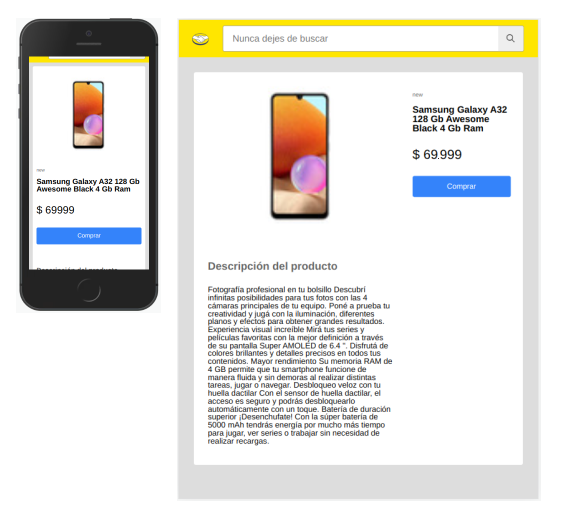 new
Samsung Galaxy A32 128 Gb
Awesome Black 4 Gb Ram
$ 69999
Comprar
Descripción del producto
Nunca dejes de buscar
new
Samsung Galaxy A32
128 Gb Awesome
Black 4 Gb Ram
$ 69.999
Comprar
Descripción del producto
Fotografía profesional en tu bolsillo Descubrí
infinitas posibilidades para tus fotos con las 4
cámaras principales de tu equipo. Poné a prueba tu
creatividad y jugá con la iluminación, diferentes
planos y efectos para obtener grandes resultados.
Experiencia visual increíble Mirá tus series y
películas favoritas con la mejor definición a través
de su pantalla Super AMOLED de 6.4 ". Disfrutá de
colores brillantes y detalles precisos en todos tus
contenidos. Mayor rendimiento Su memoria RAM de
4 GB permite que tu smartphone funcione de
manera fluida y sin demoras al realizar distintas
tareas, jugar o navegar. Desbloqueo veloz con tu
huella dactilar Con el sensor de huella dactilar, el
acceso es seguro y podrás desbloquearlo
automáticamente con un toque. Batería de duración
superior ¡Desenchufate! Con la súper batería de
5000 mAh tendrás energía por mucho más tiempo
para jugar, ver series o trabajar sin necesidad de
realizar recargas.